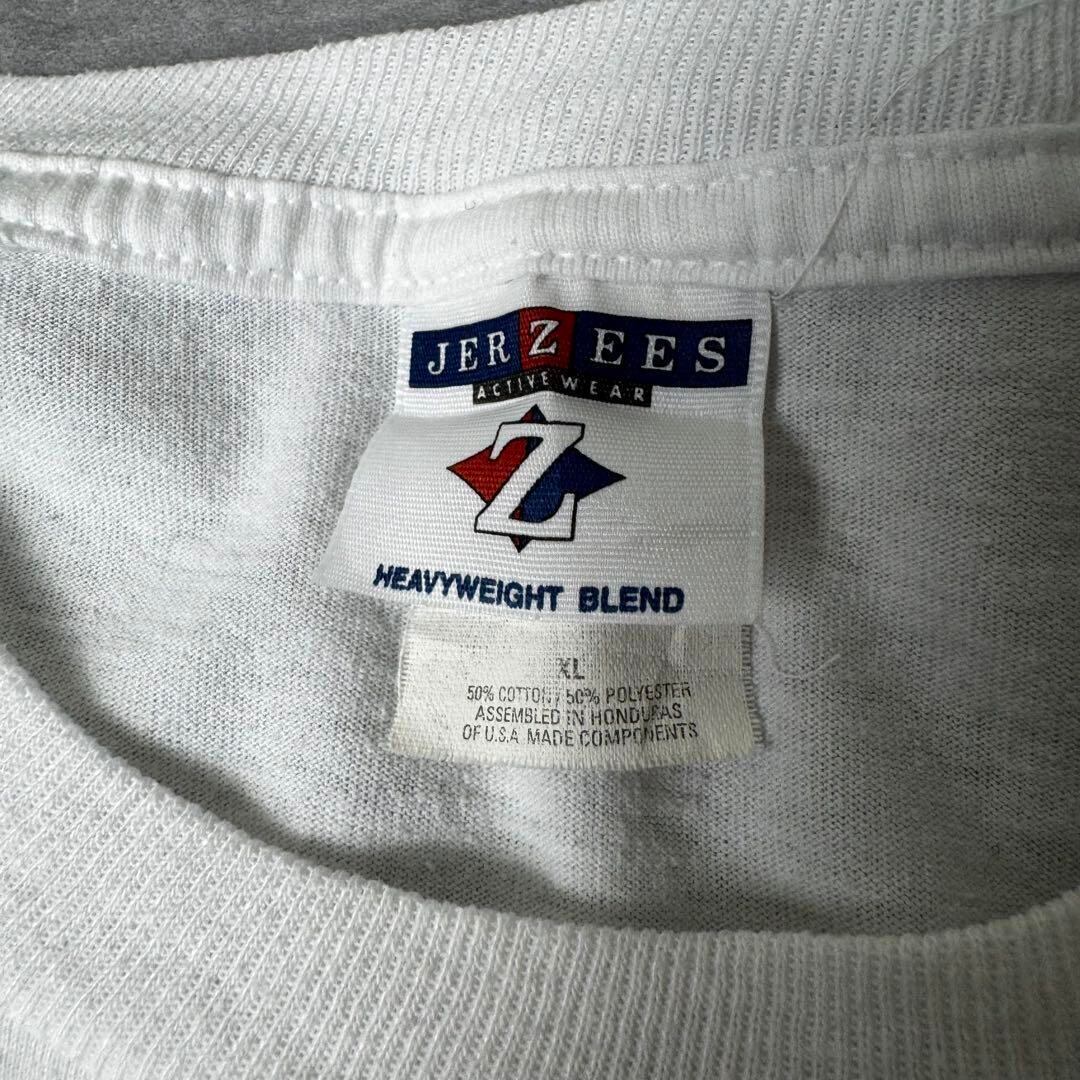 JERZEES
ACTIVEWEAR
Z
HEAVYWEIGHT BLEND
XL
50% COTTON/50% POLYESTER
ASSEMBLED IN HONDURAS
OF U.S.A. MADE COMPONENTS